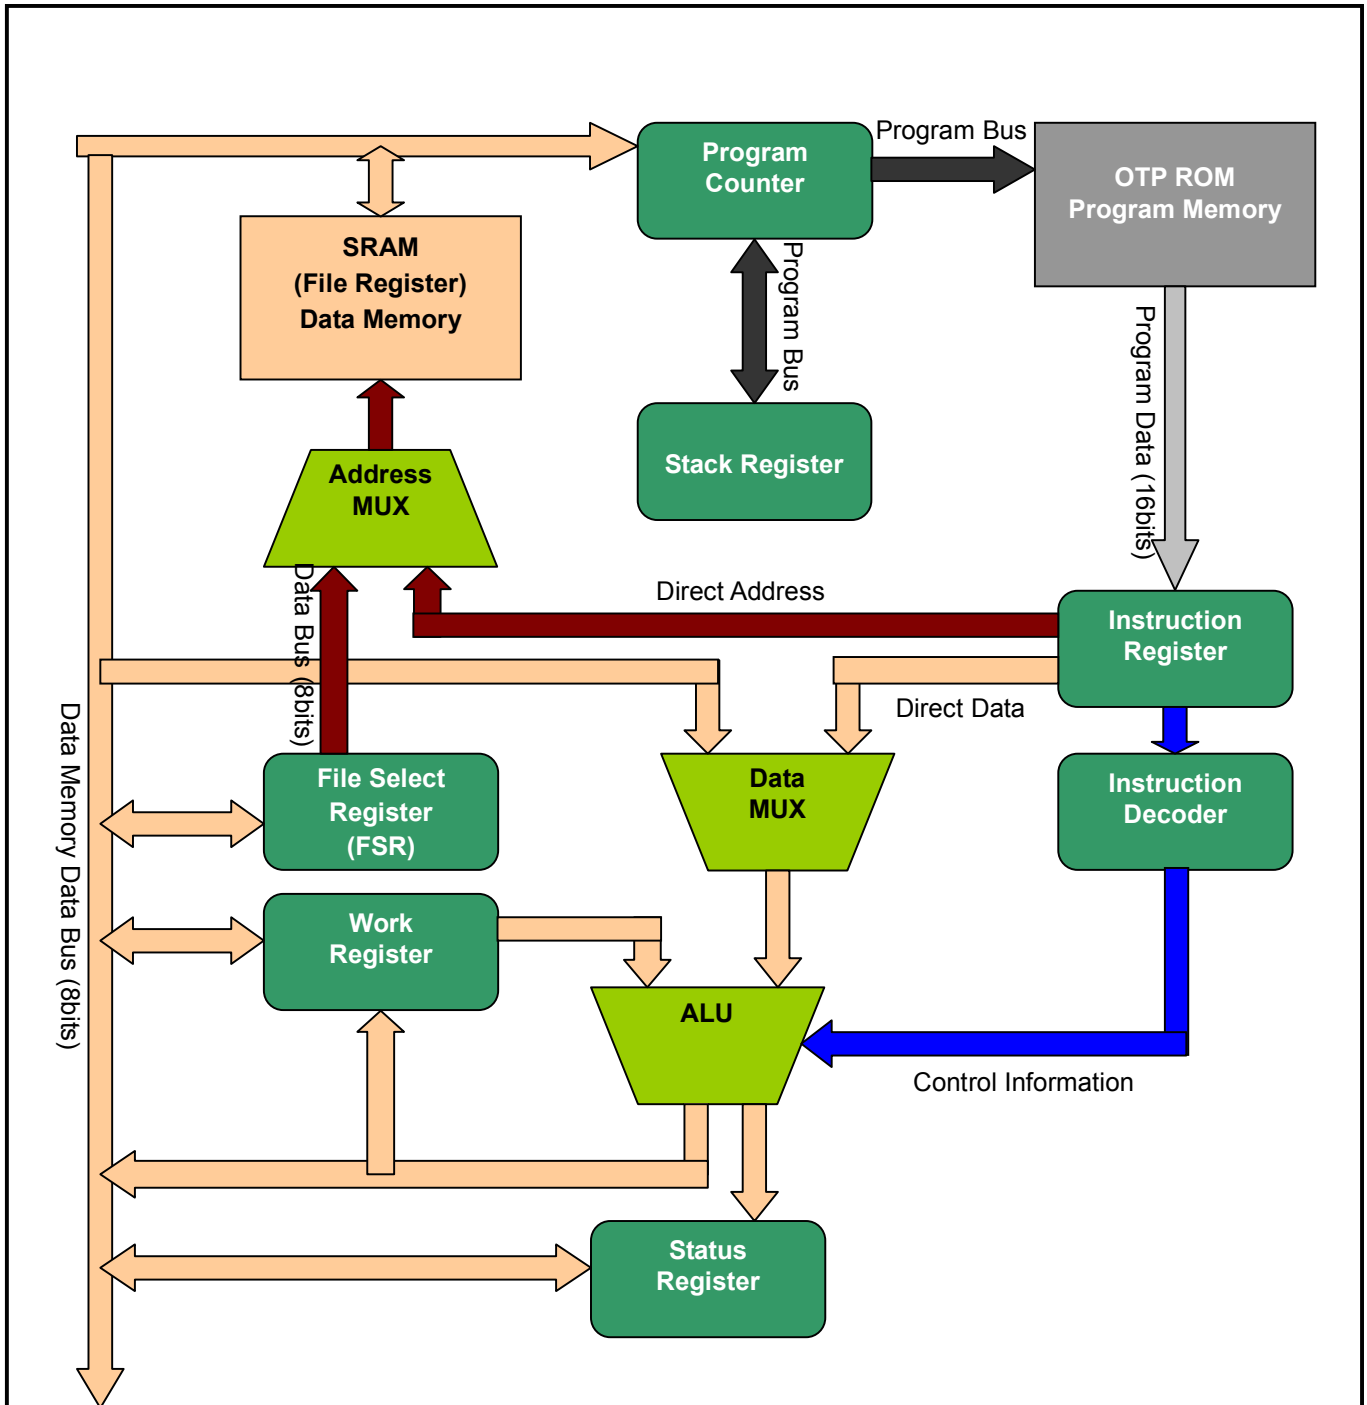 Program Bus
Program
Counter
OTP ROM
Program Memory
SRAM
(File Register)
Data Memory
Program Bus
Program Data (16bits)
Stack Register
Address
MUX
Data Bus (8bits)
Direct Address
Instruction
Register
Direct Data
Data Memory Data Bus (8bits)
File Select
Register
(FSR)
Data
MUX
Instruction
Decoder
Work
Register
ALU
Control Information
Status
Register